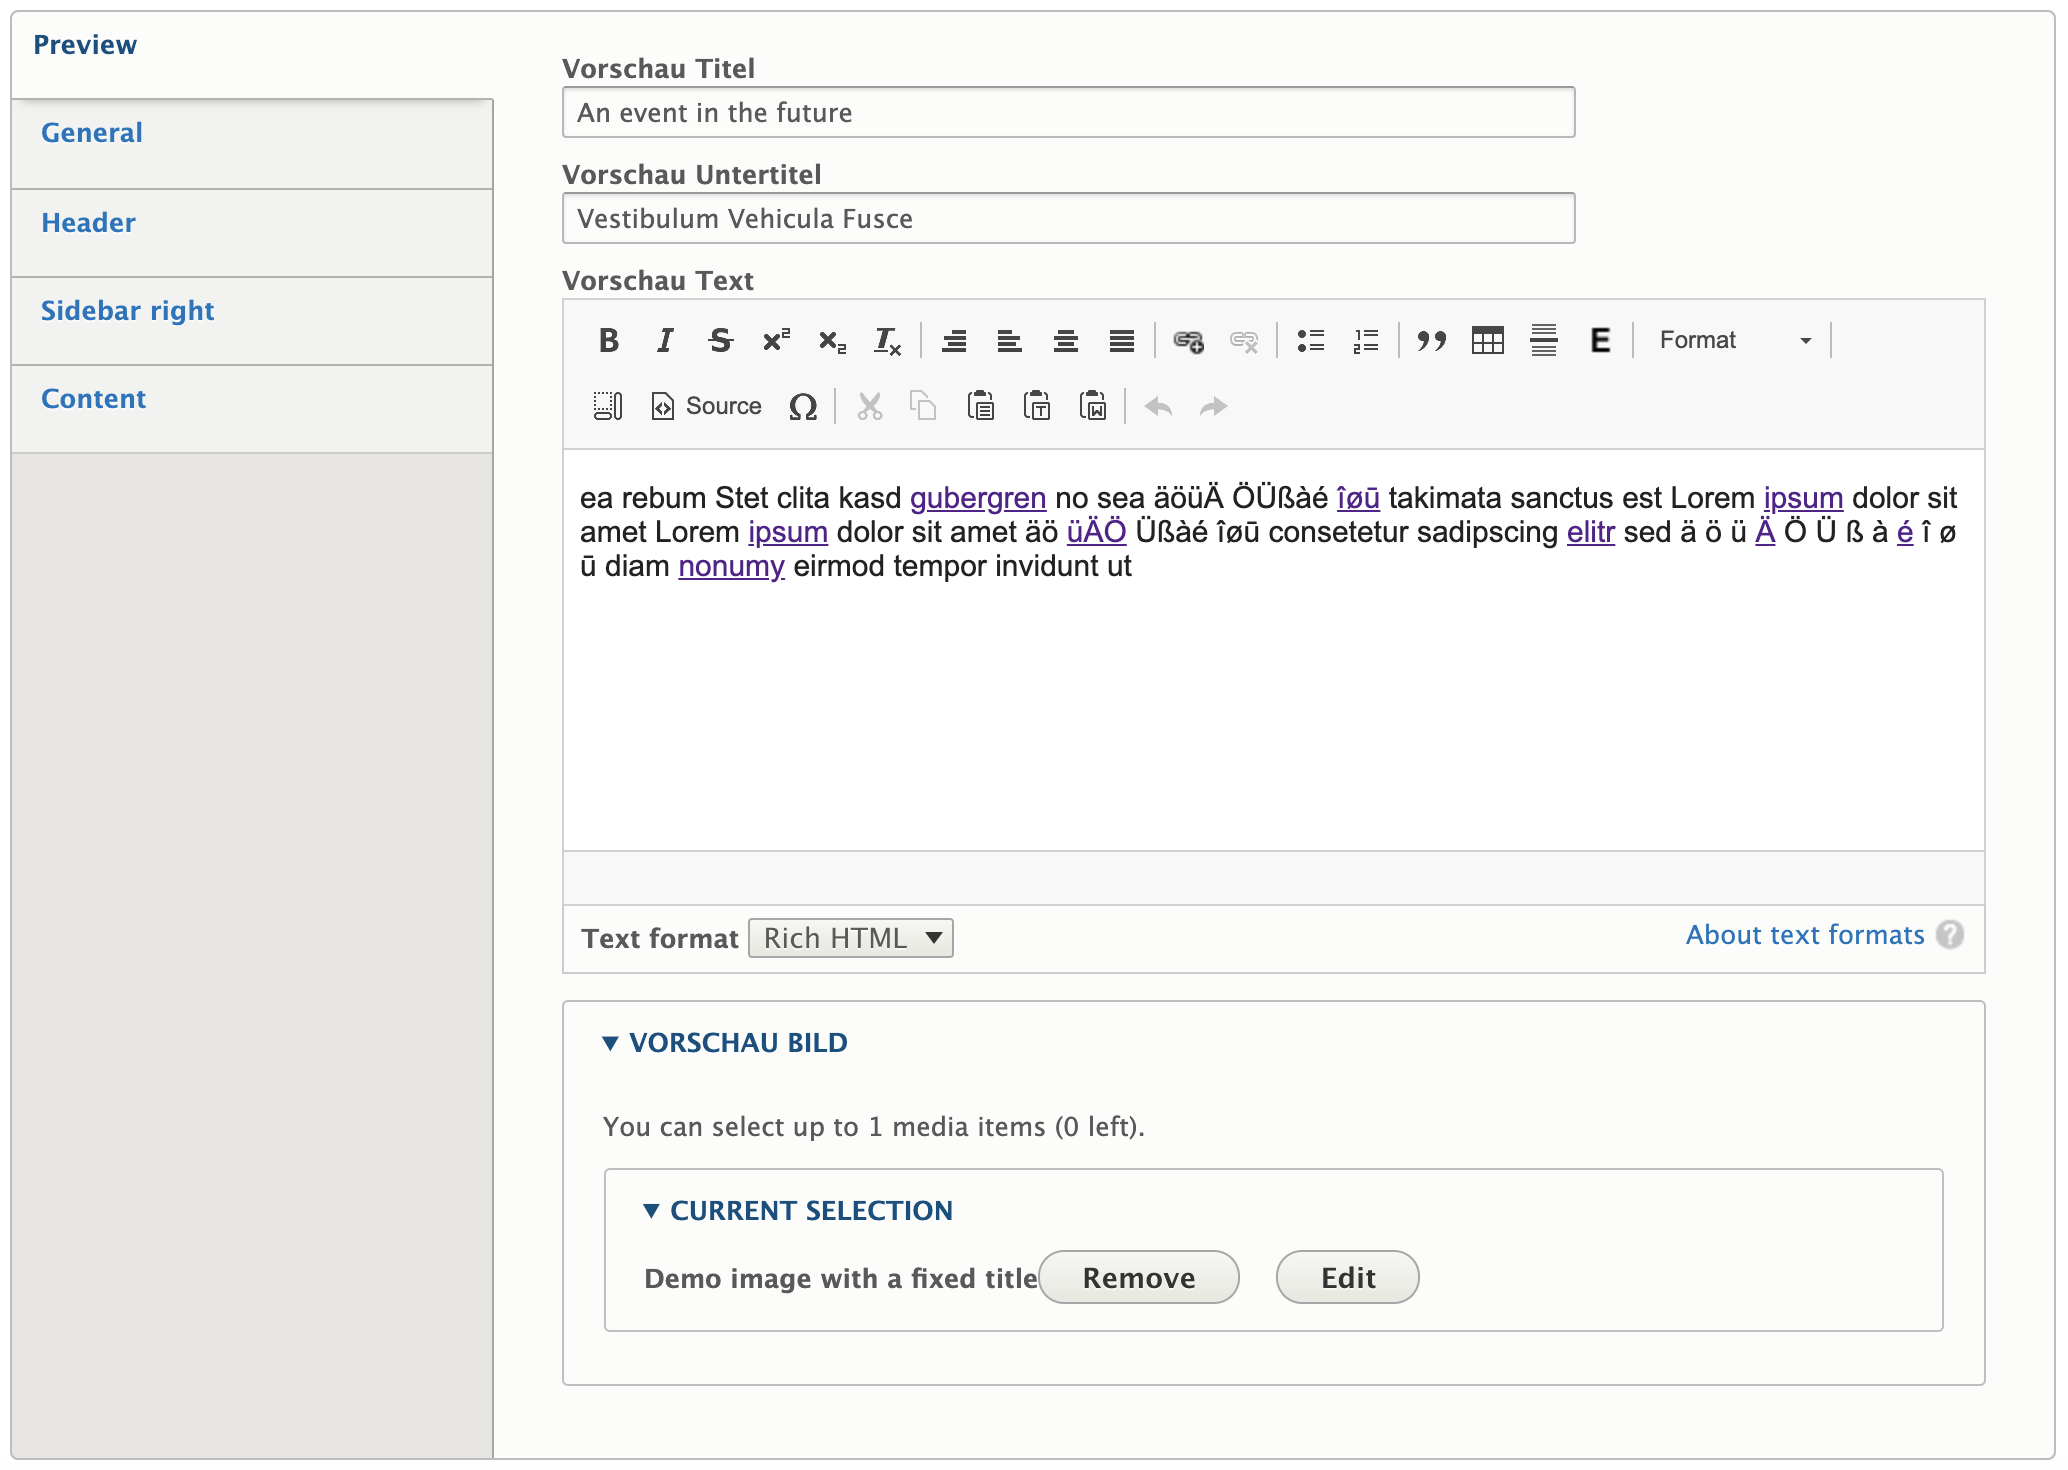 Preview
General
Header
Sidebar right
Content
Vorschau Titel
An event in the future
Vorschau Untertitel
Vestibulum Vehicula Fusce
Vorschau Text
Format
Source
ea rebum Stet clita kasd gubergren no sea äöüÄ ÖÜßàé îøū takimata sanctus est Lorem ipsum dolor sit
amet Lorem ipsum dolor sit amet äö üÄÖ Üßàé îøū consetetur sadipscing elitr sed ä ö ü Ä Ö Ü ß à é î ø
ū diam nonumy eirmod tempor invidunt ut
Text format Rich HTML About text formats ?
VORSCHAU BILD
You can select up to 1 media items (0 left).
CURRENT SELECTION
Demo image with a fixed title Remove Edit